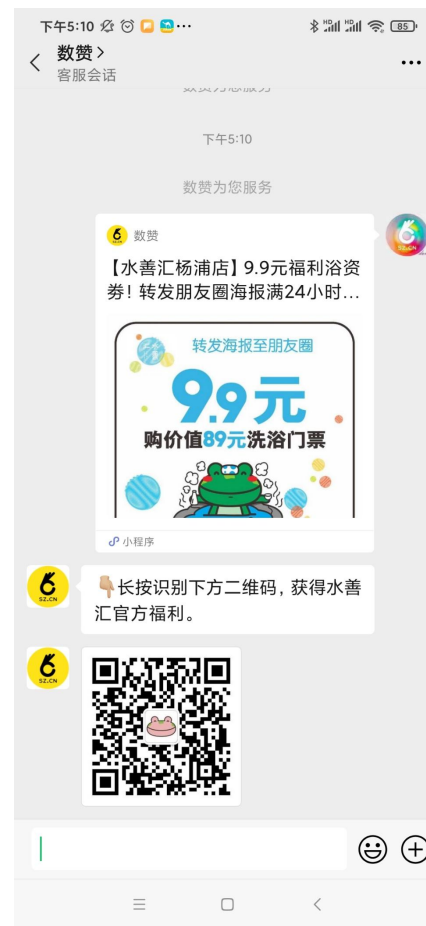 下午5:10
85
数赞>
客服会话
数赞为您服务
下午5:10
数赞为您服务
数赞
【水善汇杨浦店】9.9元福利浴资
券！转发朋友圈海报满24小时...
转发海报至朋友圈
9.9元
购价值89元洗浴门票
小程序
长按识别下方二维码，获得水善
汇官方福利。
SZ.CN
SZ.CN